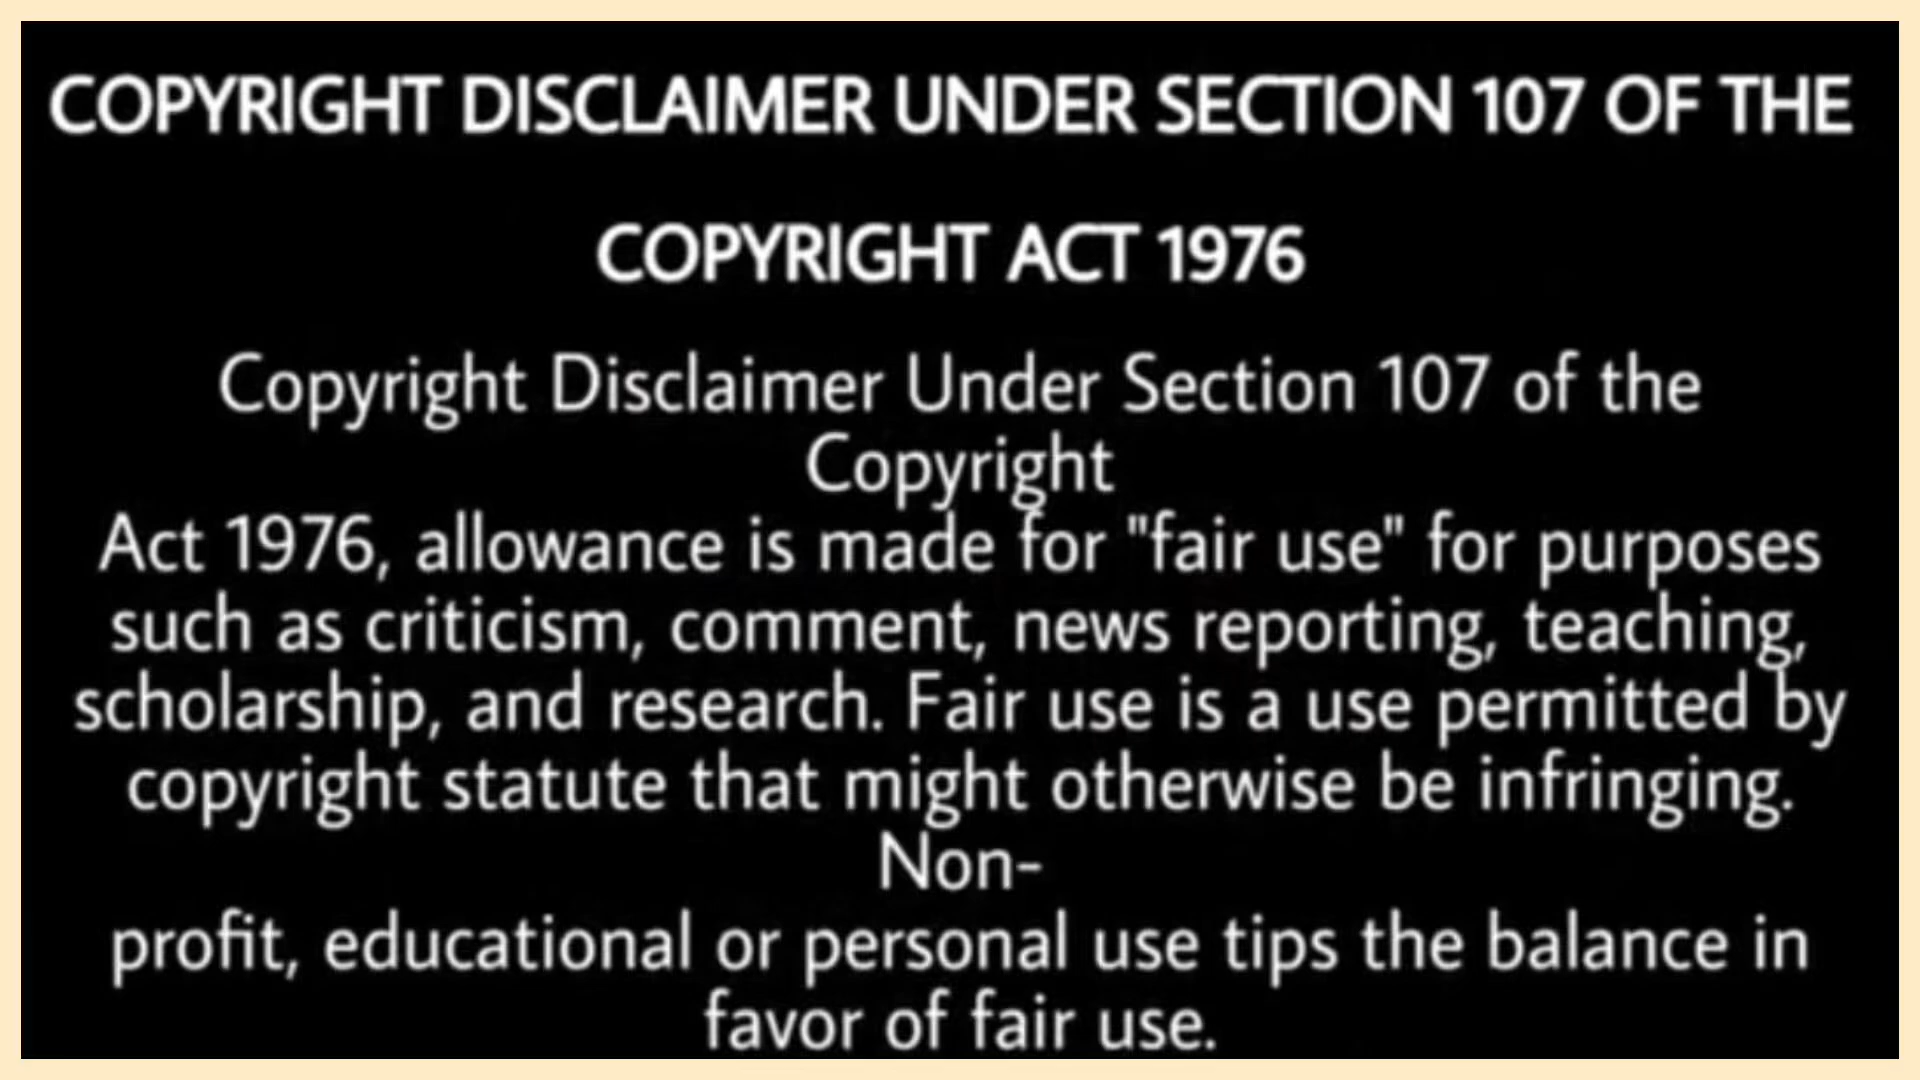 COPYRIGHT DISCLAIMER UNDER SECTION 107 OF THE
COPYRIGHT ACT 1976
Copyright Disclaimer Under Section 107 of the
Copyright
Act 1976, allowance is made for "fair use" for purposes
such as criticism, comment, news reporting, teaching,
scholarship, and research. Fair use is a use permitted by
copyright statute that might otherwise be infringing.
Non-
profit, educational or personal use tips the balance in
favor of fair use.